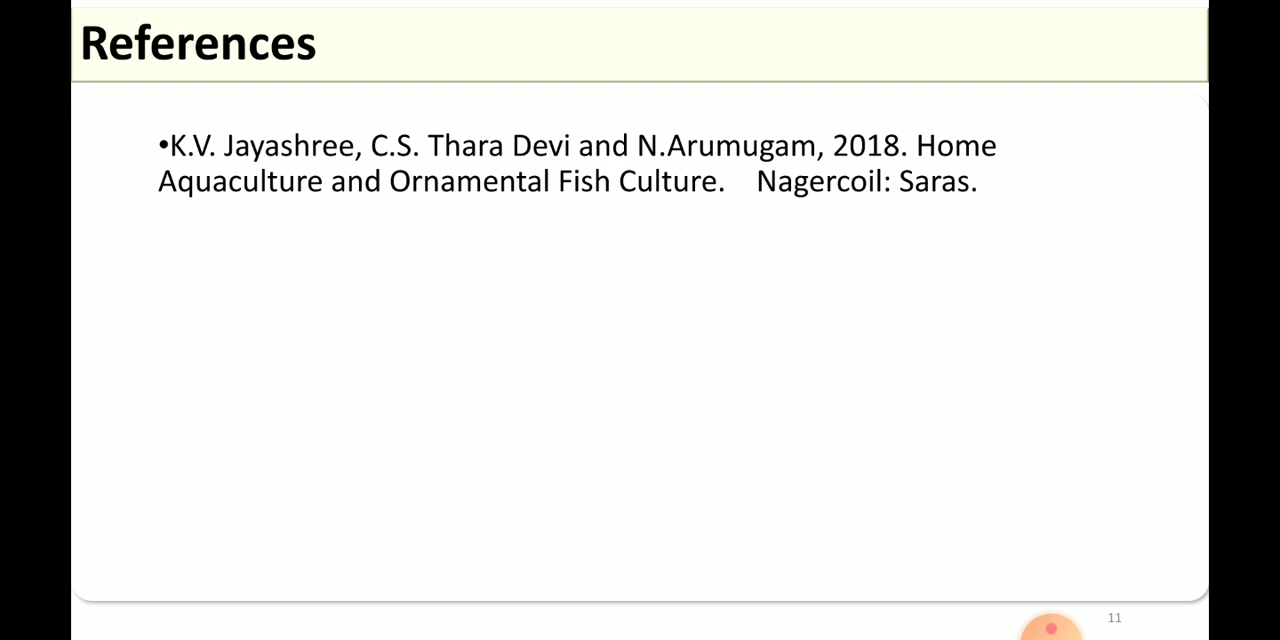 References
•K.V. Jayashree, C.S. Thara Devi and N.Arumugam, 2018. Home
Aquaculture and Ornamental Fish Culture.    Nagercoil: Saras.
11